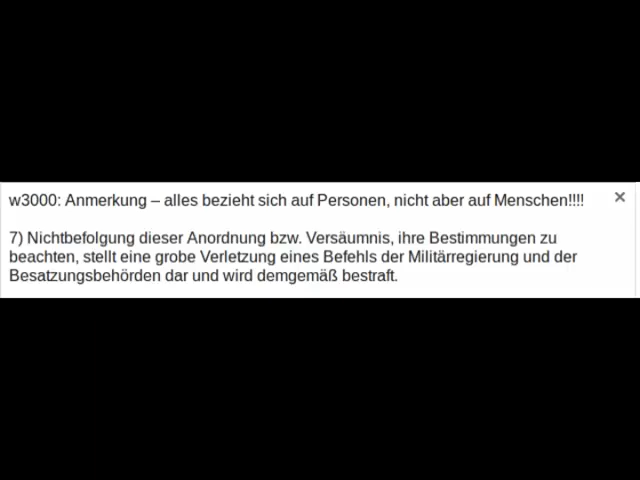 w3000: Anmerkung – alles bezieht sich auf Personen, nicht aber auf Menschen!!!!
7) Nichtbefolgung dieser Anordnung bzw. Versäumnis, ihre Bestimmungen zu
beachten, stellt eine grobe Verletzung eines Befehls der Militärregierung und der
Besatzungsbehörden dar und wird demgemäß bestraft.